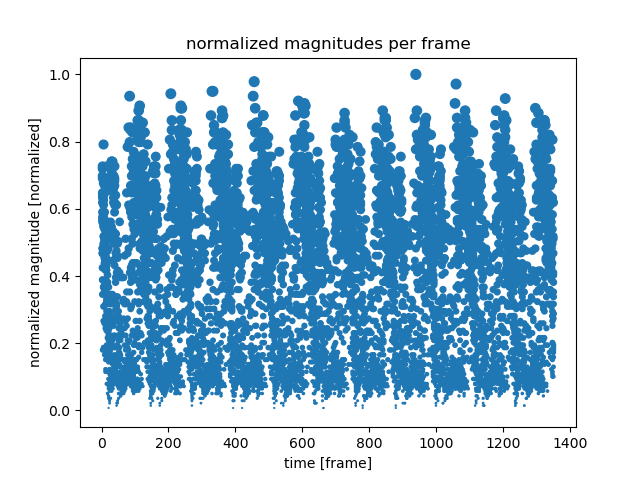 normalized magnitudes per frame
normalized magnitude [normalized]
1.0
0.8
0.6
0.4
0.2
0.0
0 200 400 600 800 1000 1200 1400
time [frame]